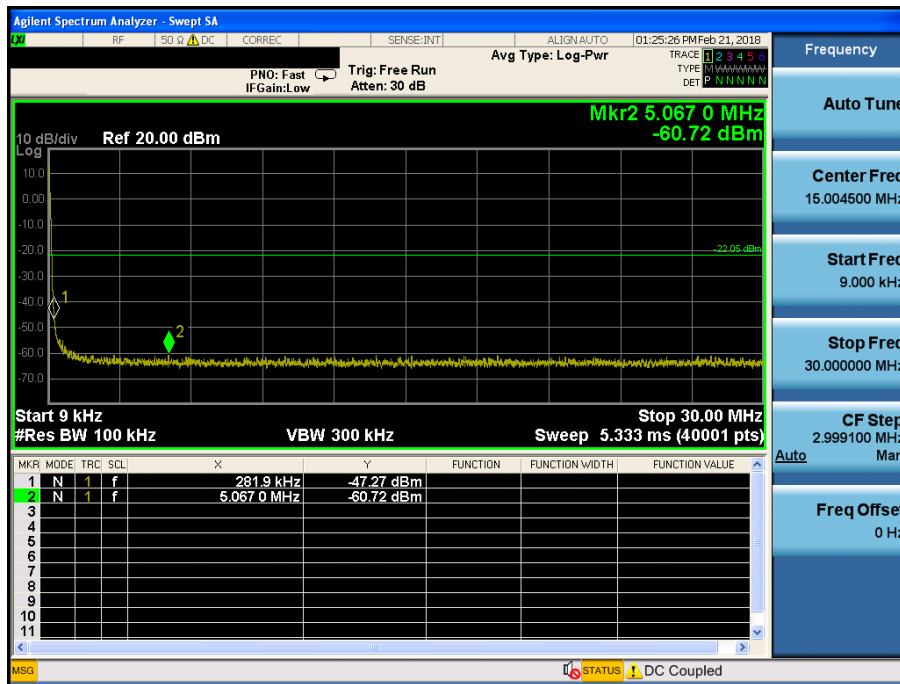 Agilent Spectrum Analyzer - Swept SA
LXI RF 50 Ω DC CORREC SENSE:INT ALIGN AUTO 01:25:26 PM Feb 21, 2018
PNO: Fast
IFGain:Low
Trig: Free Run
Atten: 30 dB
Avg Type: Log-Pwr
TRACE 1 2 3 4 5 6
TYPE M
DET P N N N N N
Mkr2 5.067 0 MHz
-60.72 dBm
10 dB/div Ref 20.00 dBm
Log
10.0
0.00
-10.0
-20.0
-22.05 dBm
-30.0
-40.0
1
-50.0
2
-60.0
-70.0
Start 9 kHz Stop 30.00 MHz
#Res BW 100 kHz VBW 300 kHz Sweep 5.333 ms (40001 pts)
MKR MODE TRC SCL X Y FUNCTION FUNCTION WIDTH FUNCTION VALUE
1 N 1 f 281.9 kHz -47.27 dBm
2 N 1 f 5.067 0 MHz -60.72 dBm
3
4
5
6
7
8
9
10
11
MSG STATUS DC Coupled
Frequency
Auto Tune
Center Freq
15.004500 MHz
Start Freq
9.000 kHz
Stop Freq
30.000000 MHz
CF Step
2.999100 MHz
Auto Man
Freq Offset
0 Hz